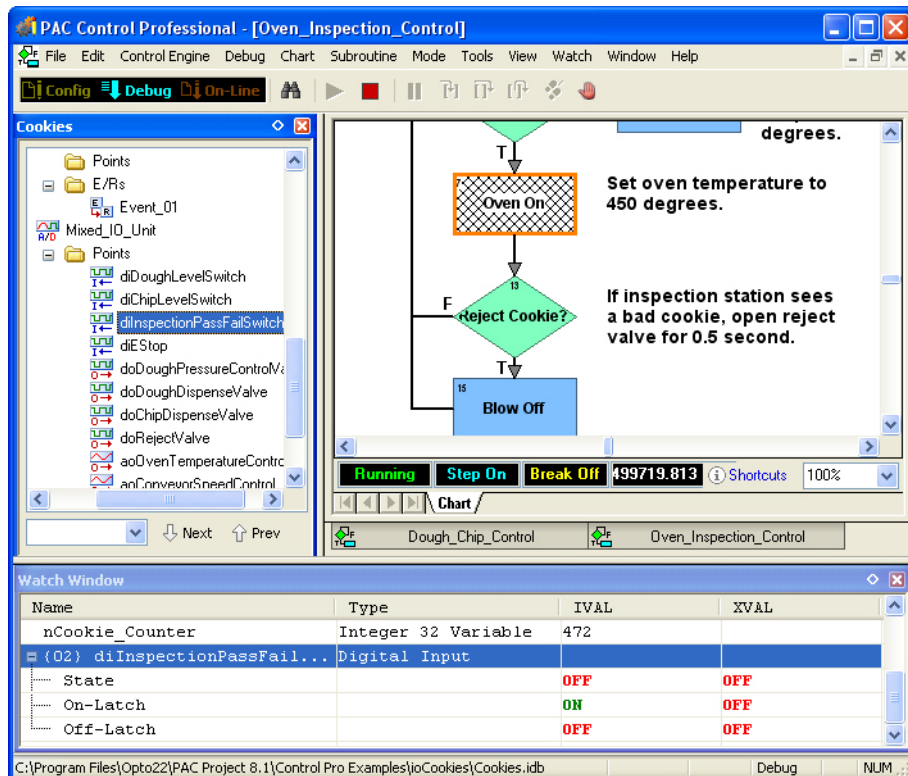 PAC Control Professional - [Oven_Inspection_Control]
File Edit Control Engine Debug Chart Subroutine Mode Tools View Watch Window Help
Config Debug On-Line
Cookies
Points
E/Rs
Event_01
Mixed_IO_Unit
Points
diDoughLevelSwitch
diChipLevelSwitch
diInspectionPassFailSwitch
diEStop
doDoughPressureControlVa
doDoughDispenseValve
doChipDispenseValve
doRejectValve
aoOvenTemperatureContro
aoConveyorSpeedControl
Next Prev
degrees.
T
7
Oven On
Set oven temperature to
450 degrees.
13
F
Reject Cookie?
If inspection station sees
a bad cookie, open reject
valve for 0.5 second.
T
15
Blow Off
Running Step On Break Off 499719.813 Shortcuts 100%
Chart
Dough_Chip_Control Oven_Inspection_Control
Watch Window
Name Type IVAL XVAL
nCookie_Counter Integer 32 Variable 472
{02} diInspectionPassFail... Digital Input
State OFF OFF
On-Latch ON OFF
Off-Latch OFF OFF
C:\Program Files\Opto22\PAC Project 8.1\Control Pro Examples\ioCookies\Cookies.idb Debug NUM